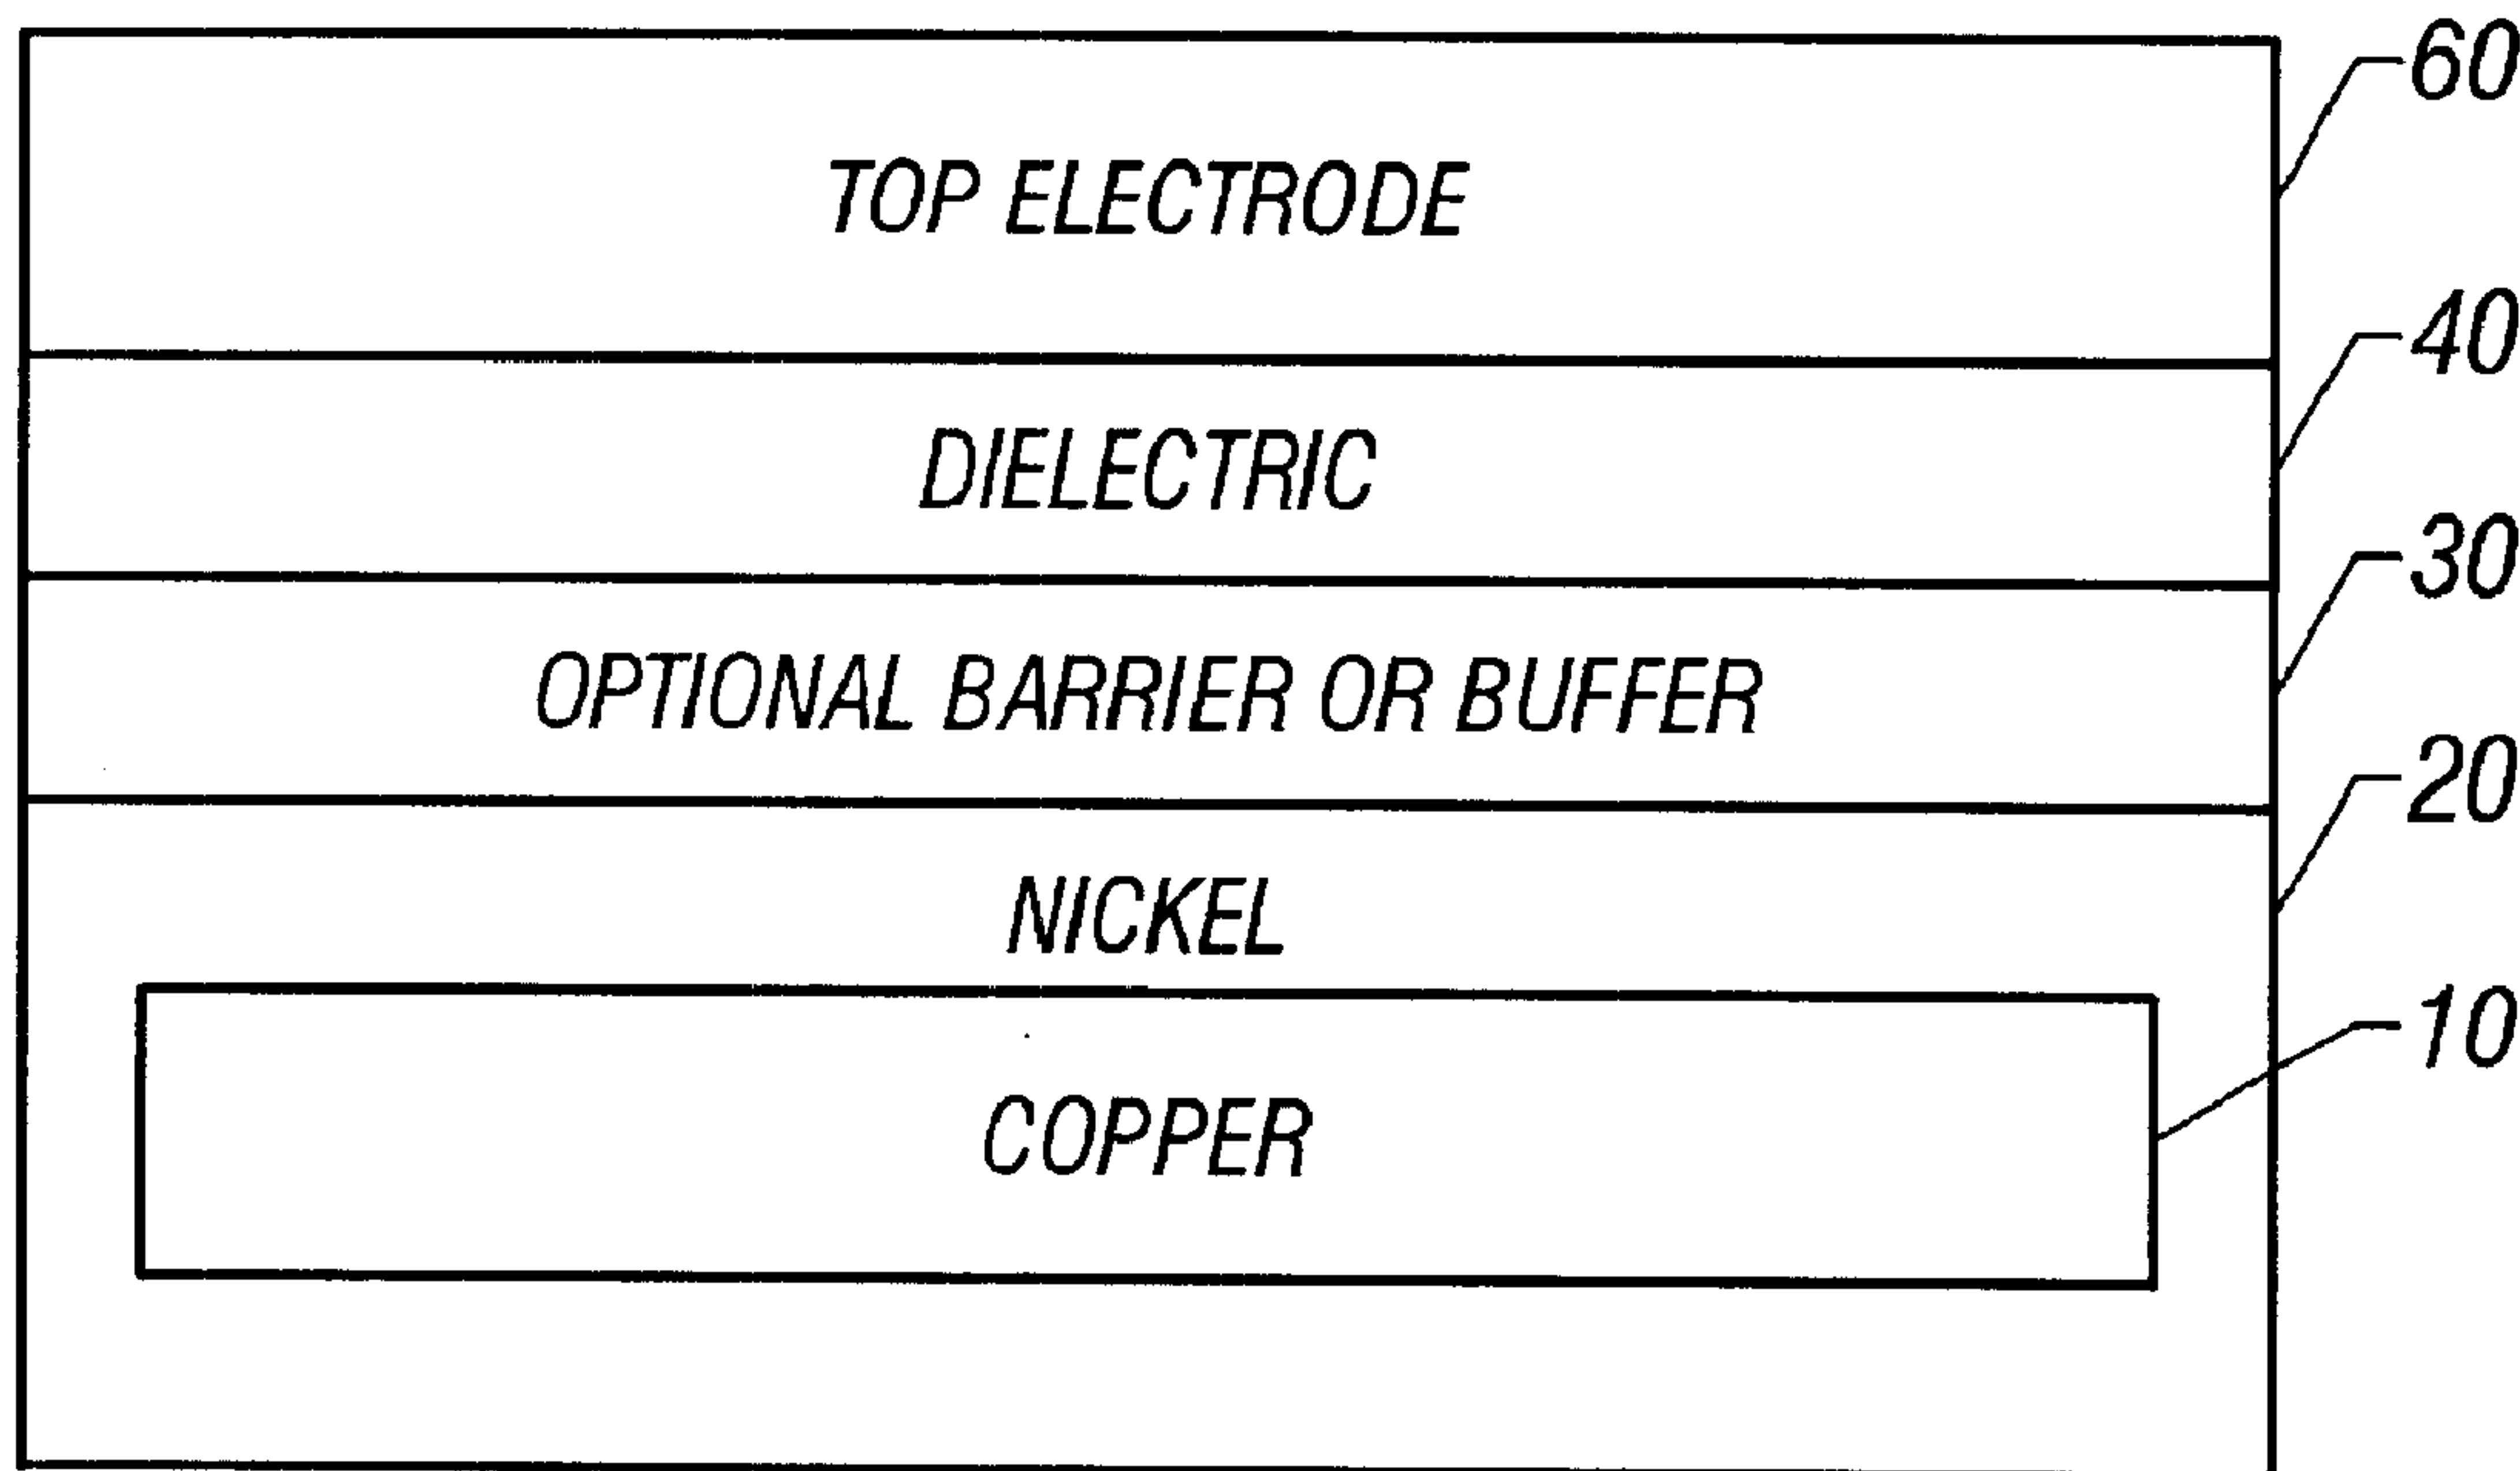 60
TOP ELECTRODE
40
DIELECTRIC
30
OPTIONAL BARRIER OR BUFFER
20
NICKEL
10
COPPER